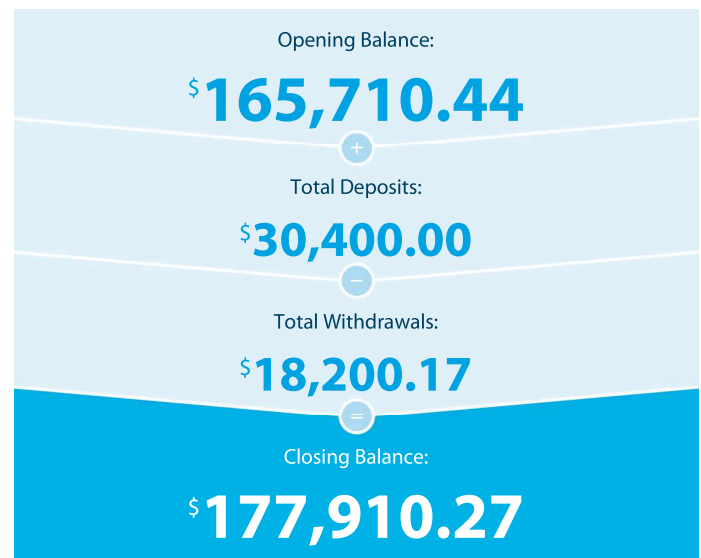 Opening Balance:
$165,710.44
+
Total Deposits:
$30,400.00
−
Total Withdrawals:
$18,200.17
=
Closing Balance:
$177,910.27